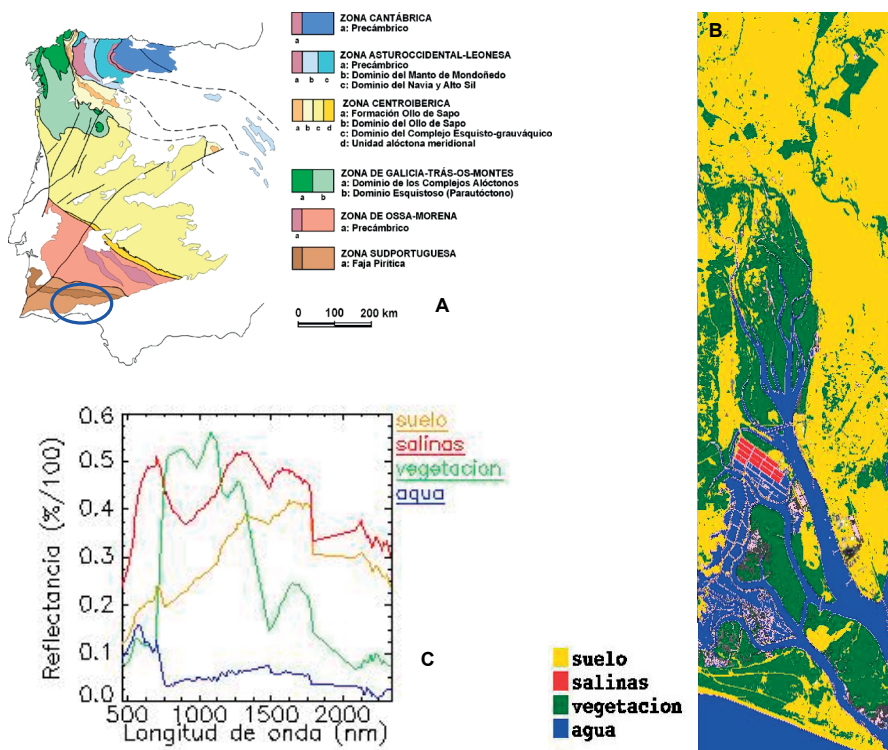 ZONA CANTÁBRICA
a: Precámbrico
a
ZONA ASTUROCCIDENTAL-LEONESA
a: Precámbrico
b: Dominio del Manto de Mondoñedo
c: Dominio del Navia y Alto Sil
a b c
ZONA CENTROIBERICA
a: Formación Ollo de Sapo
b: Dominio del Ollo de Sapo
c: Dominio del Complejo Esquisto-grauváquico
d: Unidad alóctona meridional
a b c d
ZONA DE GALICIA-TRÁS-OS-MONTES
a: Dominio de los Complejos Alóctonos
b: Dominio Esquistoso (Parautóctono)
a b
ZONA DE OSSA-MORENA
a: Precámbrico
a
ZONA SUDPORTUGUESA
a: Faja Pirítica
0 100 200 km
A
B
0.6
0.5
0.4
0.3
0.2
0.1
0.0
Reflectancia (%/100)
500 1000 1500 2000
Longitud de onda (nm)
suelo
salinas
vegetacion
agua
C
suelo
salinas
vegetacion
agua